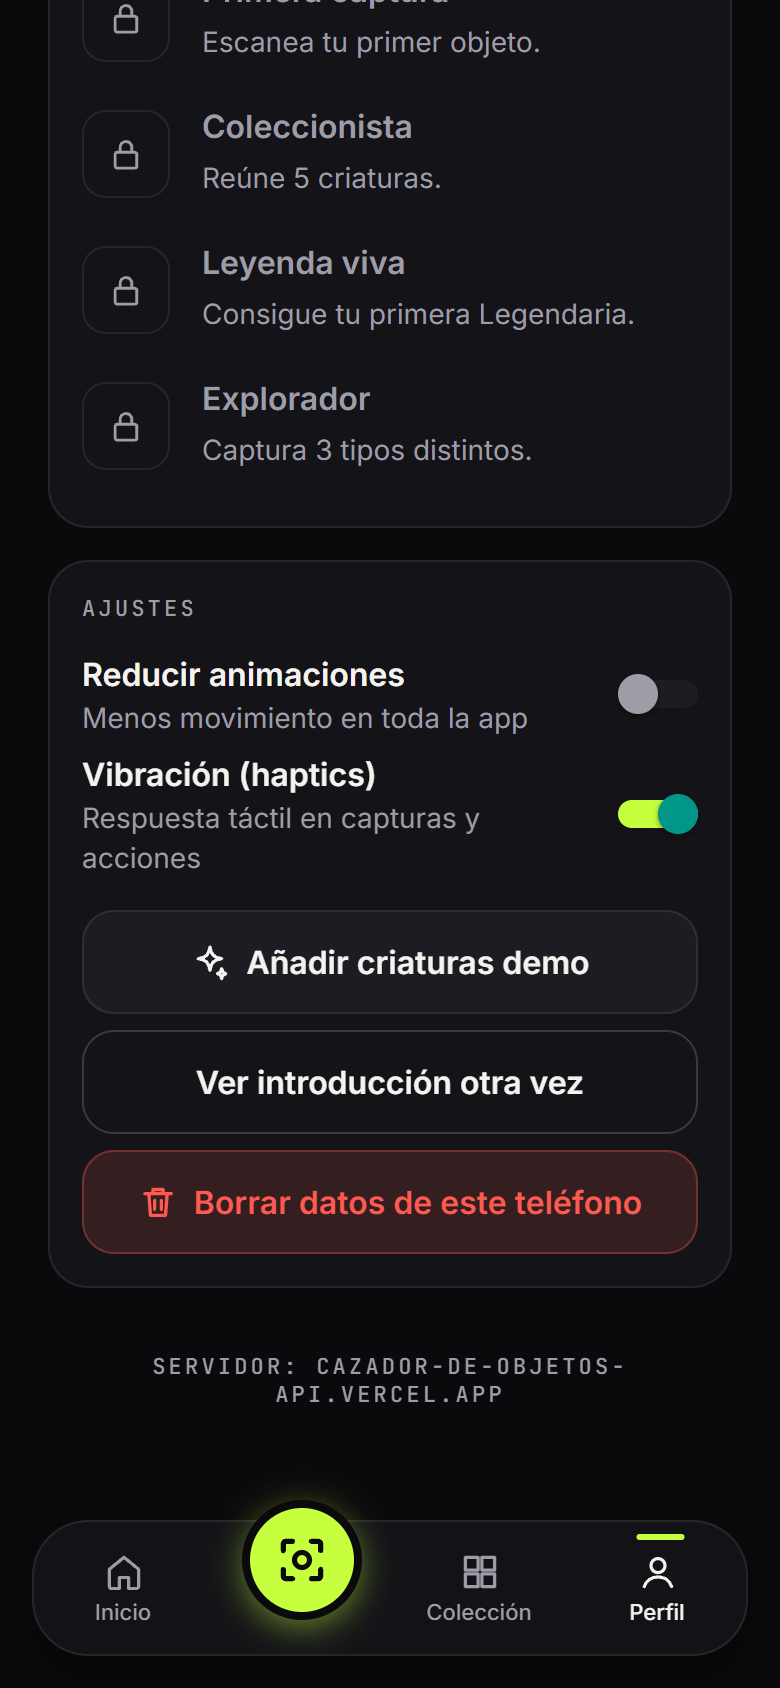 Primera captura
Escanea tu primer objeto.
Coleccionista
Reúne 5 criaturas.
Leyenda viva
Consigue tu primera Legendaria.
Explorador
Captura 3 tipos distintos.
AJUSTES
Reducir animaciones
Menos movimiento en toda la app
Vibración (haptics)
Respuesta táctil en capturas y
acciones
Añadir criaturas demo
Ver introducción otra vez
Borrar datos de este teléfono
SERVIDOR: CAZADOR-DE-OBJETOS-
API.VERCEL.APP
Inicio
Colección
Perfil